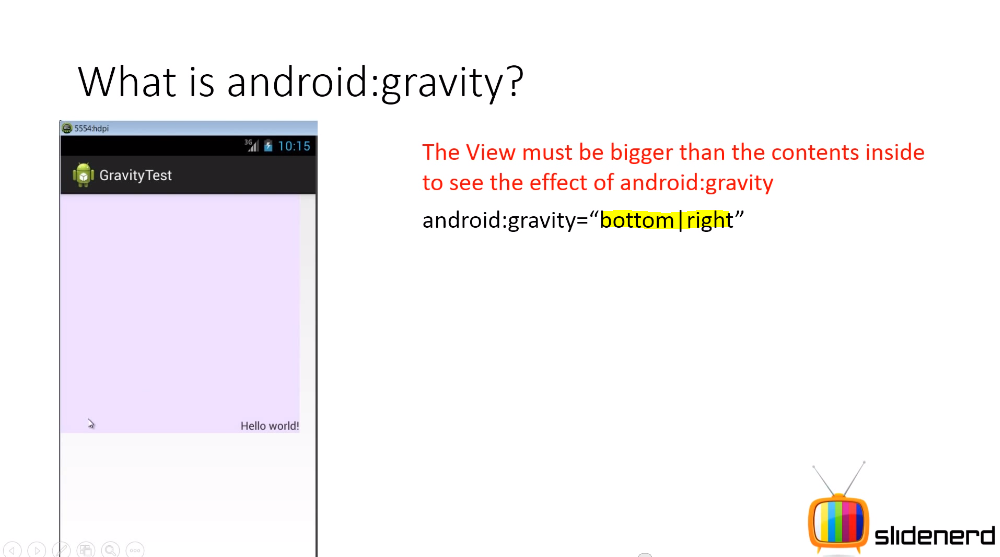 What is android:gravity?
5554:hdpi
3G
10:15
GravityTest
The View must be bigger than the contents inside
to see the effect of android:gravity
android:gravity=“bottom|right”
Hello world!
slidenerd